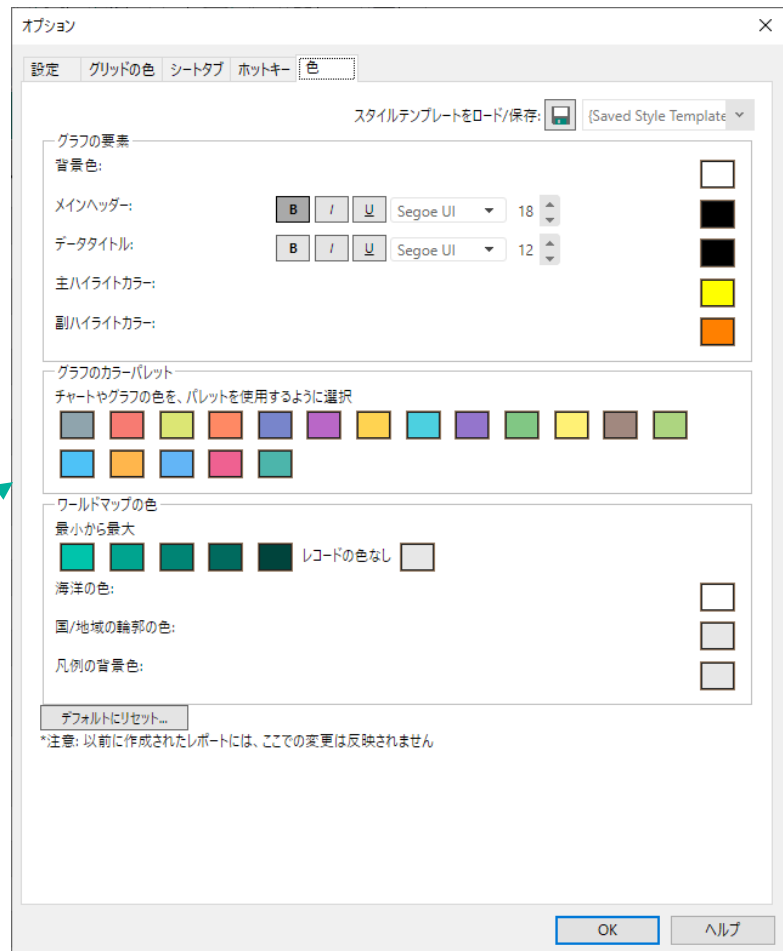 オプション
設定 グリッドの色 シートタブ ホットキー 色
スタイルテンプレートをロード/保存: {Saved Style Template
グラフの要素
背景色:
メインヘッダー: B I U Segoe UI 18
データタイトル: B I U Segoe UI 12
主ハイライトカラー:
副ハイライトカラー:
グラフのカラーパレット
チャートやグラフの色を、パレットを使用するように選択
ワールドマップの色
最小から最大
レコードの色なし
海洋の色:
国/地域の輪郭の色:
凡例の背景色:
デフォルトにリセット...
*注意: 以前に作成されたレポートには、ここでの変更は反映されません
OK ヘルプ